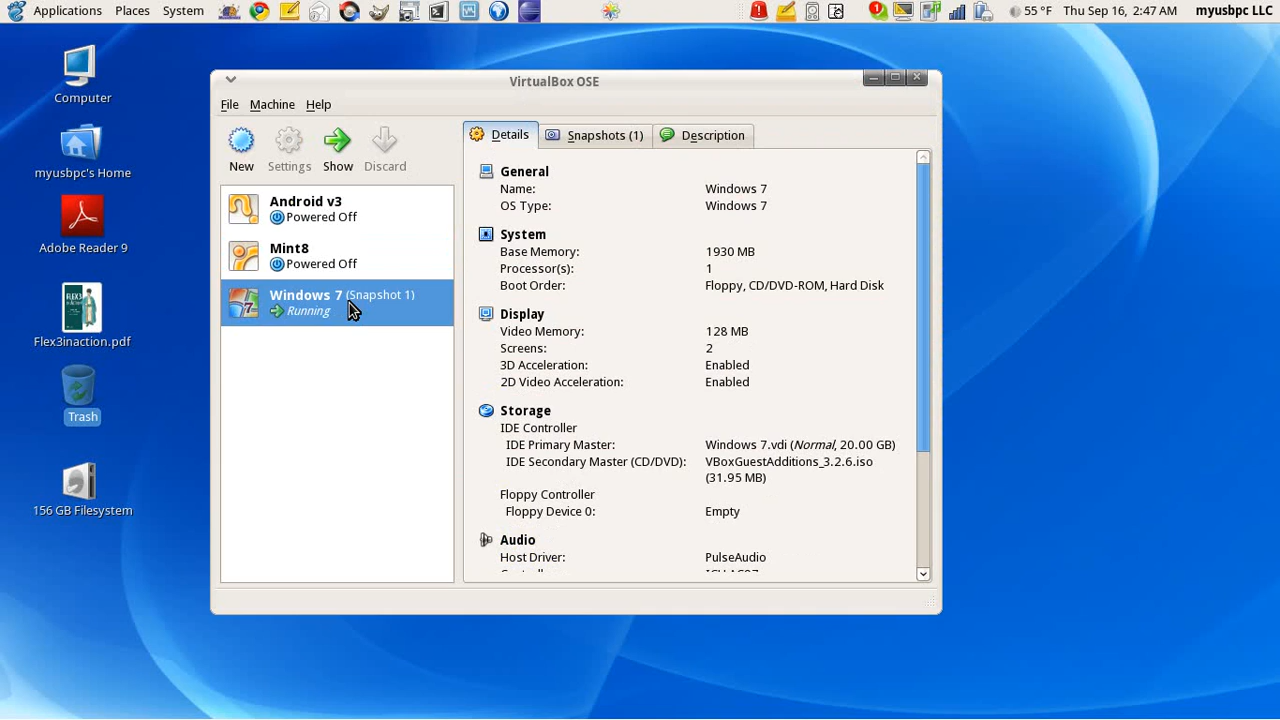 Applications Places System
1
55 °F Thu Sep 16, 2:47 AM myusbpc LLC
Computer
myusbpc's Home
Adobe Reader 9
Flex3inaction.pdf
Trash
156 GB Filesystem
VirtualBox OSE
File Machine Help
New Settings Show Discard
Android v3
Powered Off
Mint8
Powered Off
Windows 7 (Snapshot 1)
Running
Details Snapshots (1) Description
General
Name: Windows 7
OS Type: Windows 7
System
Base Memory: 1930 MB
Processor(s): 1
Boot Order: Floppy, CD/DVD-ROM, Hard Disk
Display
Video Memory: 128 MB
Screens: 2
3D Acceleration: Enabled
2D Video Acceleration: Enabled
Storage
IDE Controller
IDE Primary Master: Windows 7.vdi (Normal, 20.00 GB)
IDE Secondary Master (CD/DVD): VBoxGuestAdditions_3.2.6.iso
(31.95 MB)
Floppy Controller
Floppy Device 0: Empty
Audio
Host Driver: PulseAudio